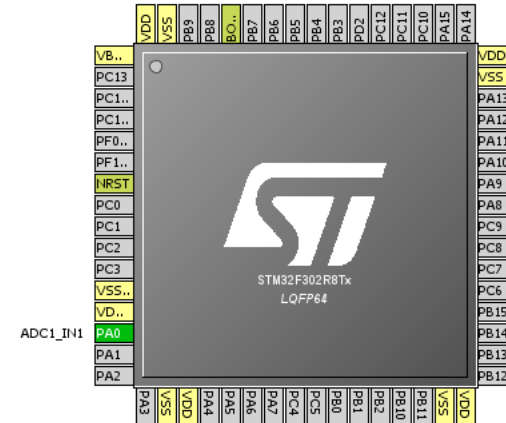 VDD
VSS
PB9
PB8
BO..
PB7
PB6
PB5
PB4
PB3
PD2
PC12
PC11
PC10
PA15
PA14
VB..
PC13
PC1..
PC1..
PF0..
PF1..
NRST
PC0
PC1
PC2
PC3
VSS..
VD..
ADC1_IN1 PA0
PA1
PA2
STM32F302R8Tx
LQFP64
VDD
VSS
PA13
PA12
PA11
PA10
PA9
PA8
PC9
PC8
PC7
PC6
PB15
PB14
PB13
PB12
PA3
VSS
VDD
PA4
PA5
PA6
PA7
PC4
PC5
PB0
PB1
PB2
PB10
PB11
VSS
VDD